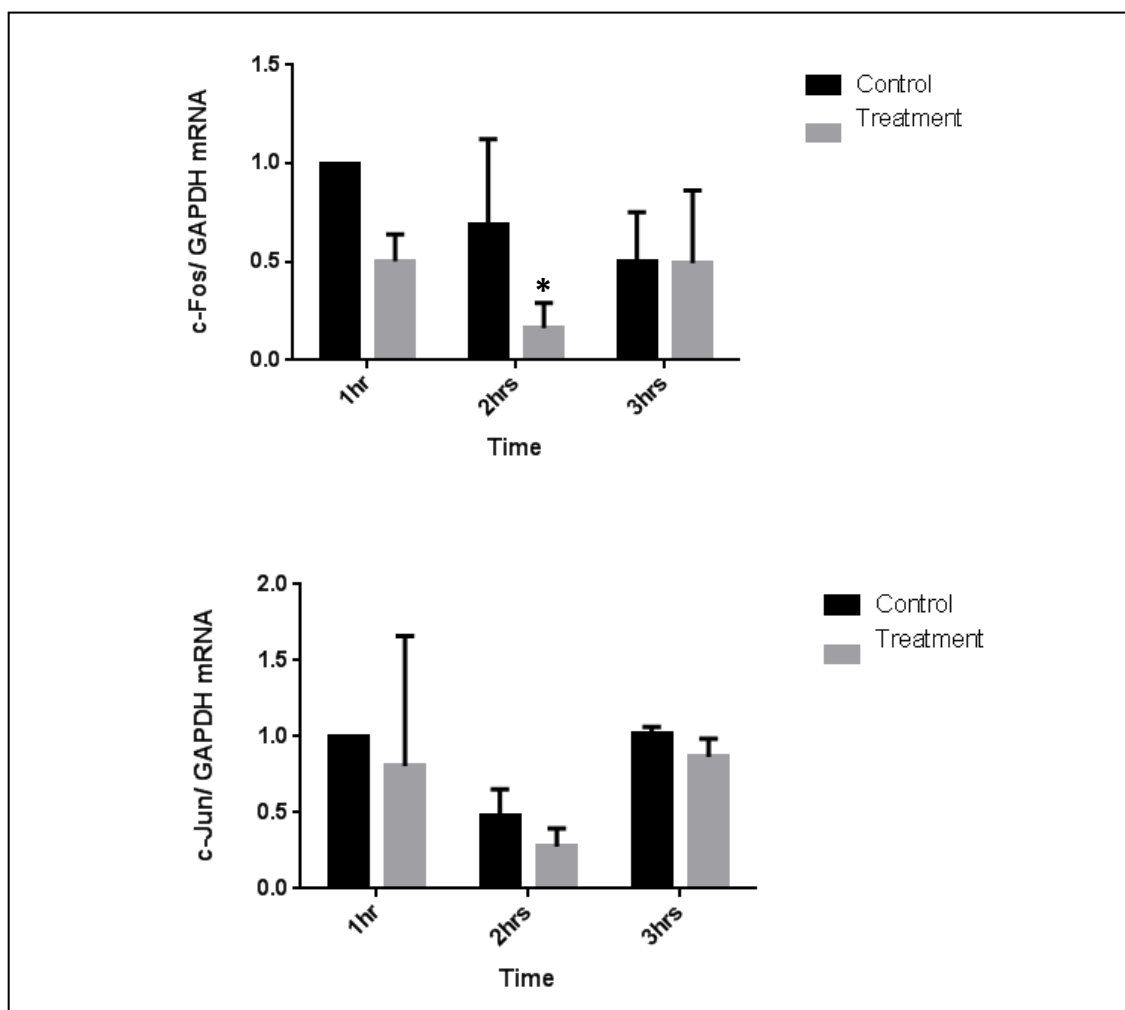 1.5
1.0
0.5
0.0
c-Fos/ GAPDH mRNA
Control
Treatment
*
1hr
2hrs
3hrs
Time
2.0
1.5
1.0
0.5
0.0
c-Jun/ GAPDH mRNA
Control
Treatment
1hr
2hrs
3hrs
Time